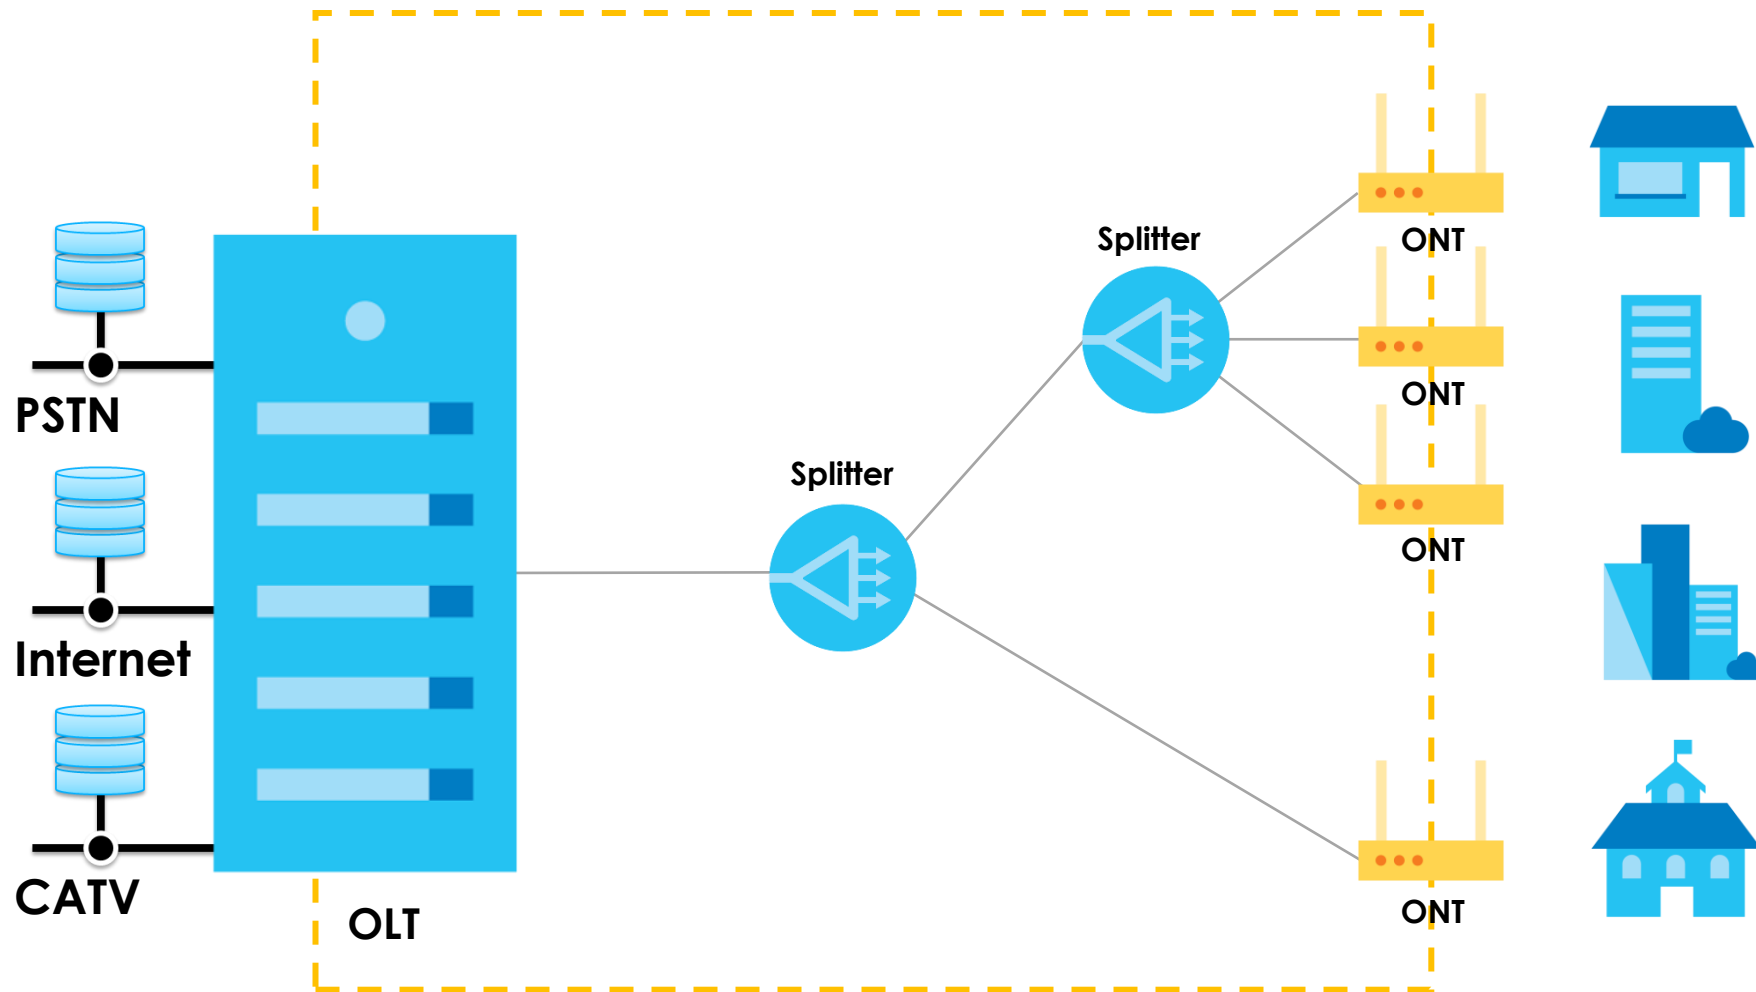 Splitter
ONT
PSTN
ONT
Splitter
ONT
Internet
CATV
OLT
ONT